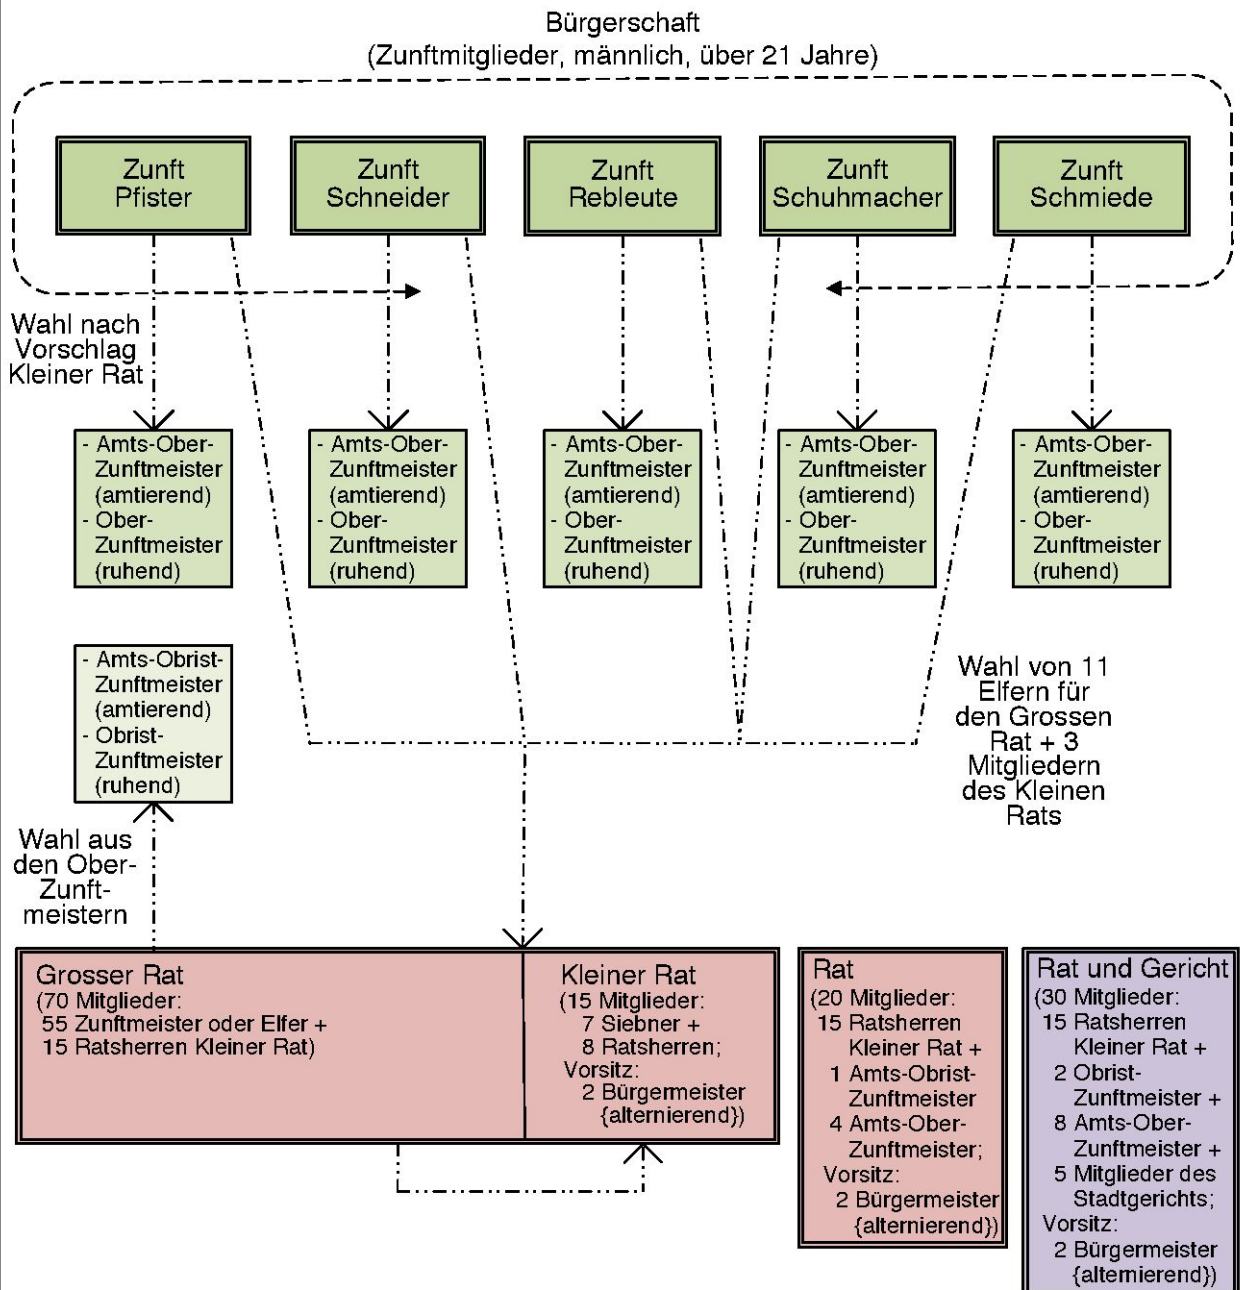 Bürgerschaft
(Zunftmitglieder, männlich, über 21 Jahre)
Zunft
Pfister
Zunft
Schneider
Zunft
Rebleute
Zunft
Schuhmacher
Zunft
Schmiede
Wahl nach
Vorschlag
Kleiner Rat
- Amts-Ober-
Zunftmeister
(amtierend)
- Ober-
Zunftmeister
(ruhend)
- Amts-Ober-
Zunftmeister
(amtierend)
- Ober-
Zunftmeister
(ruhend)
- Amts-Ober-
Zunftmeister
(amtierend)
- Ober-
Zunftmeister
(ruhend)
- Amts-Ober-
Zunftmeister
(amtierend)
- Ober-
Zunftmeister
(ruhend)
- Amts-Ober-
Zunftmeister
(amtierend)
- Ober-
Zunftmeister
(ruhend)
- Amts-Obrist-
Zunftmeister
(amtierend)
- Obrist-
Zunftmeister
(ruhend)
Wahl von 11
Elfern für
den Grossen
Rat + 3
Mitgliedern
des Kleinen
Rats
Wahl aus
den Ober-
Zunft-
meistern
Grosser Rat
(70 Mitglieder:
55 Zunftmeister oder Elfer +
15 Ratsherren Kleiner Rat)
Kleiner Rat
(15 Mitglieder:
7 Siebner +
8 Ratsherren;
Vorsitz:
2 Bürgermeister
{alternierend})
Rat
(20 Mitglieder:
15 Ratsherren
Kleiner Rat +
1 Amts-Obrist-
Zunftmeister
4 Amts-Ober-
Zunftmeister;
Vorsitz:
2 Bürgermeister
{alternierend})
Rat und Gericht
(30 Mitglieder:
15 Ratsherren
Kleiner Rat +
2 Obrist-
Zunftmeister +
8 Amts-Ober-
Zunftmeister +
5 Mitglieder des
Stadtgerichts;
Vorsitz:
2 Bürgermeister
{alternierend})